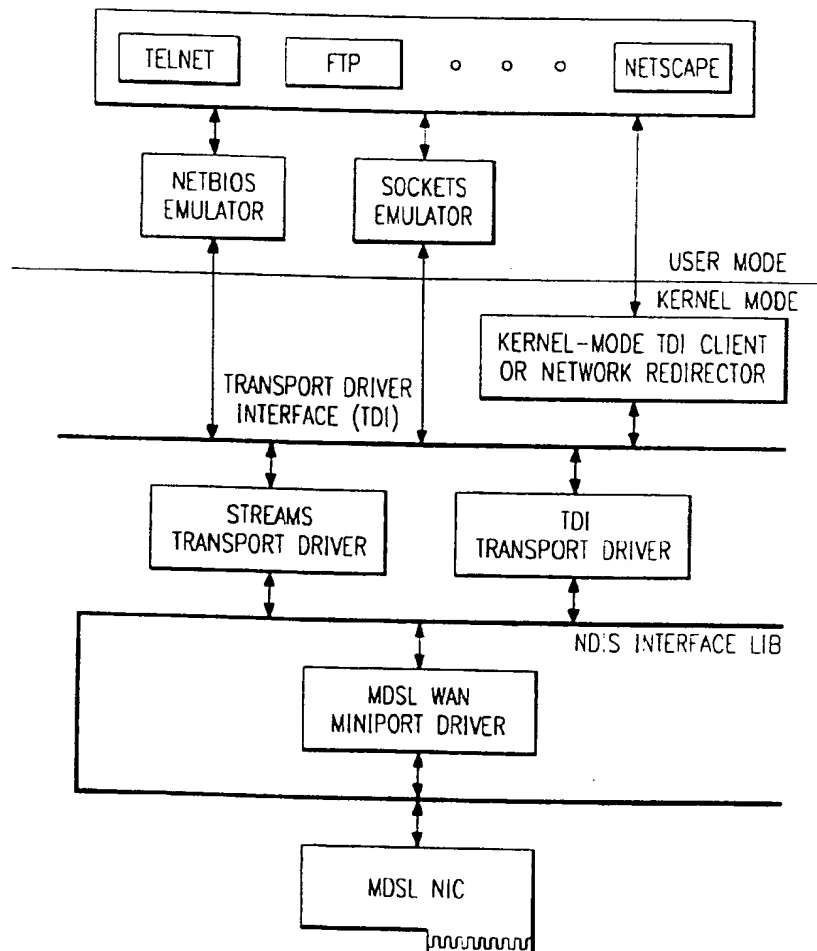 TELNET
FTP
NETSCAPE
NETBIOS
EMULATOR
SOCKETS
EMULATOR
USER MODE
KERNEL MODE
KERNEL-MODE TDI CLIENT
OR NETWORK REDIRECTOR
TRANSPORT DRIVER
INTERFACE (TDI)
STREAMS
TRANSPORT DRIVER
TDI
TRANSPORT DRIVER
NDIS INTERFACE LIB
MDSL WAN
MINIPORT DRIVER
MDSL NIC